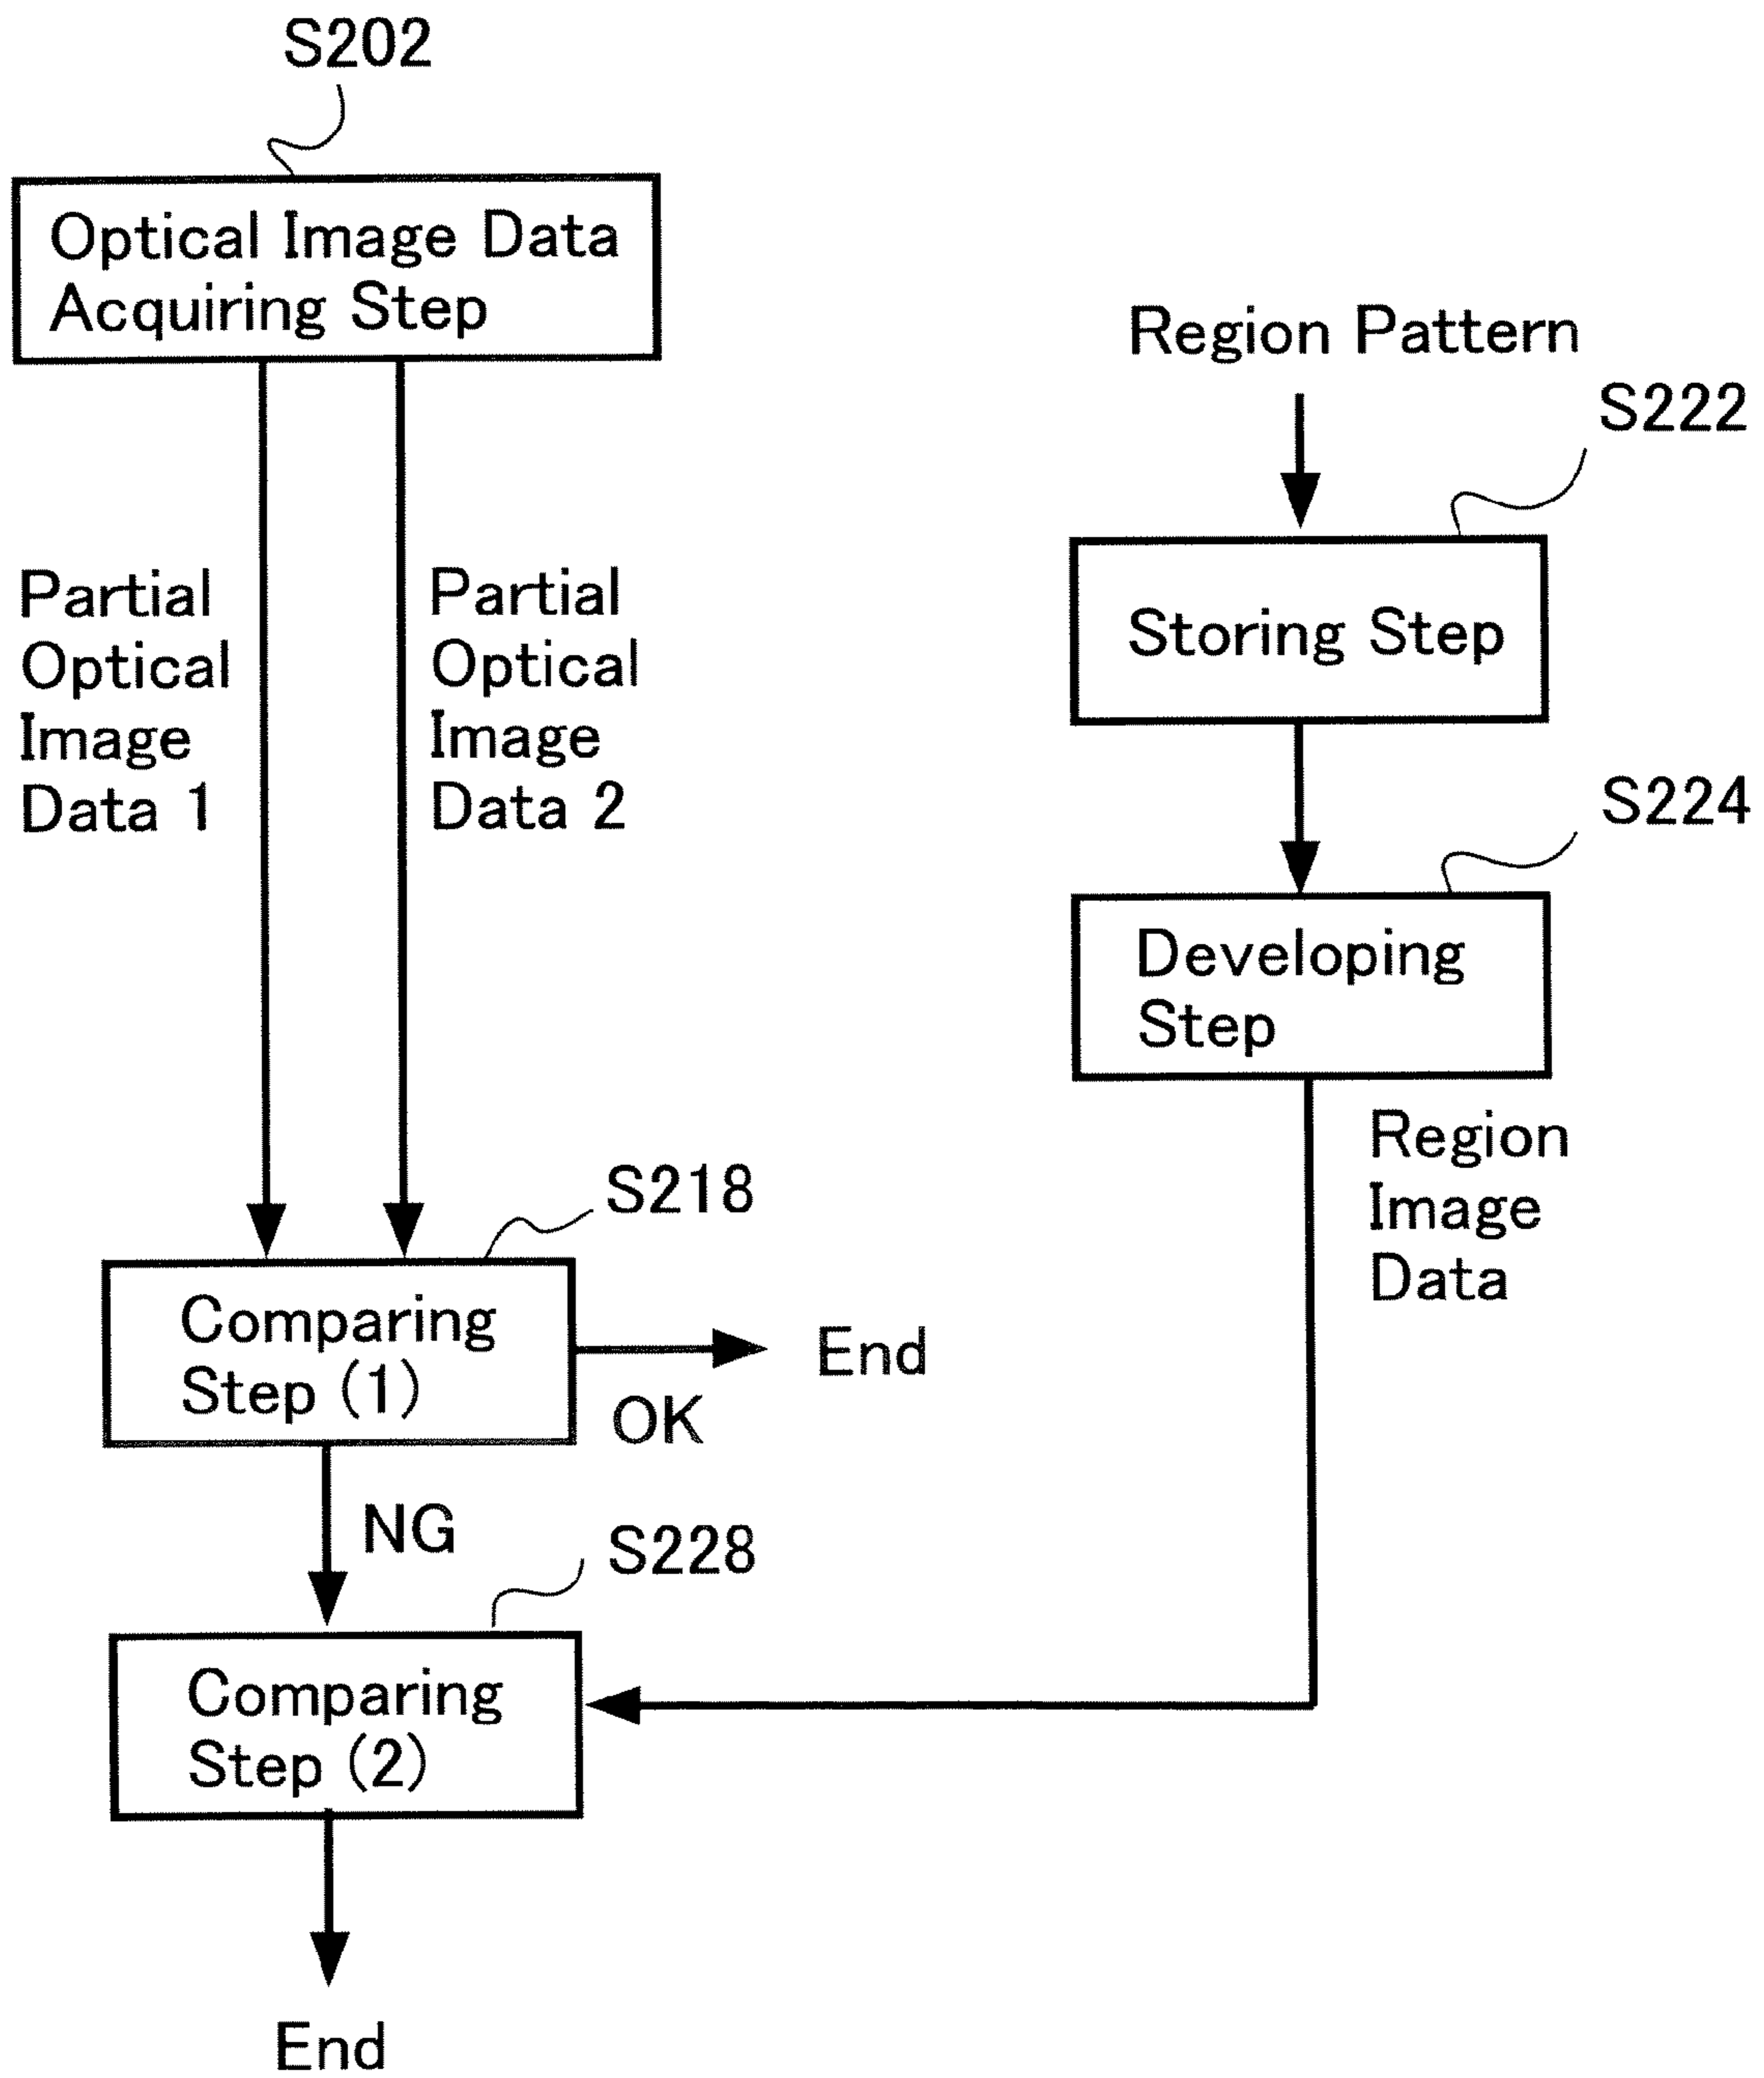 S202
Optical Image Data
Acquiring Step
Region Pattern
S222
Partial
Optical
Image
Data 1
Partial
Optical
Image
Data 2
Storing Step
S224
Developing
Step
Region
Image
Data
S218
Comparing
Step (1)
End
OK
NG
S228
Comparing
Step (2)
End